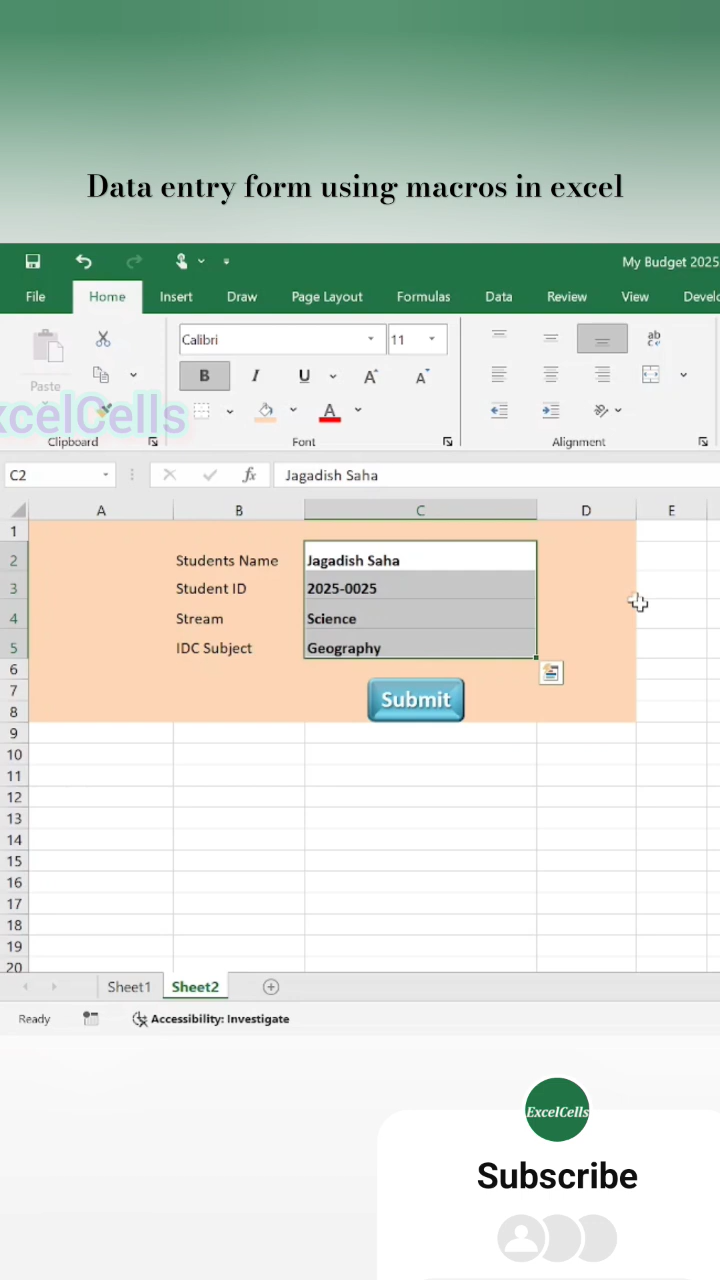 Data entry form using macros in excel
My Budget 2025
File Home Insert Draw Page Layout Formulas Data Review View Develo
Calibri 11
ab
Paste
B I U A A
xcelCells
A
Clipboard Font Alignment
C2 fx Jagadish Saha
A B C D E
1
2 Students Name Jagadish Saha
3 Student ID 2025-0025
4 Stream Science
5 IDC Subject Geography
6
7 Submit
8
9
10
11
12
13
14
15
16
17
18
19
20
Sheet1 Sheet2
Ready Accessibility: Investigate
ExcelCells
Subscribe